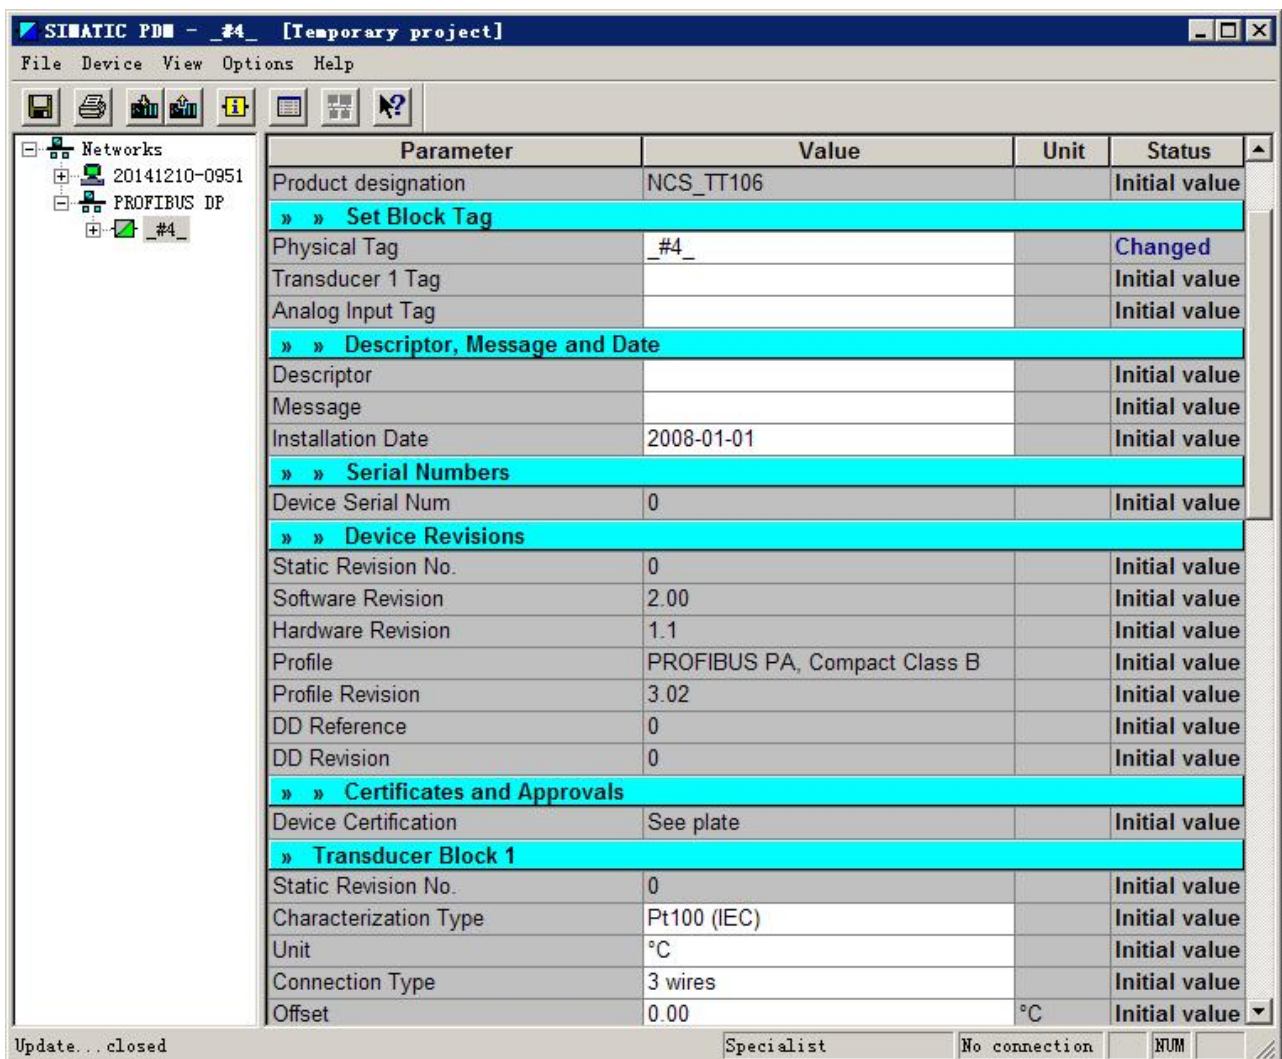 SIMATIC PDM - _#4_ [Temporary project]
File Device View Options Help
Networks
20141210-0951
PROFIBUS DP
_#4_
Parameter Value Unit Status
Product designation NCS_TT106 Initial value
» » Set Block Tag
Physical Tag _#4_ Changed
Transducer 1 Tag Initial value
Analog Input Tag Initial value
» » Descriptor, Message and Date
Descriptor Initial value
Message Initial value
Installation Date 2008-01-01 Initial value
» » Serial Numbers
Device Serial Num 0 Initial value
» » Device Revisions
Static Revision No. 0 Initial value
Software Revision 2.00 Initial value
Hardware Revision 1.1 Initial value
Profile PROFIBUS PA, Compact Class B Initial value
Profile Revision 3.02 Initial value
DD Reference 0 Initial value
DD Revision 0 Initial value
» » Certificates and Approvals
Device Certification See plate Initial value
» Transducer Block 1
Static Revision No. 0 Initial value
Characterization Type Pt100 (IEC) Initial value
Unit °C Initial value
Connection Type 3 wires Initial value
Offset 0.00 °C Initial value
Update...closed Specialist No connection NUM